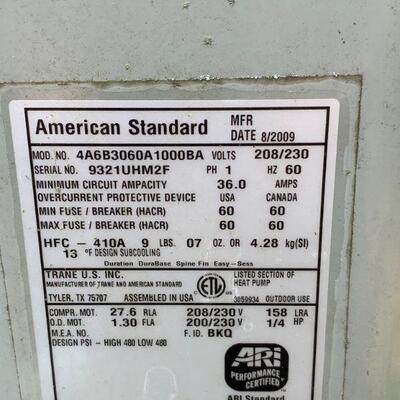 American Standard MFR DATE 8/2009
MOD. NO. 4A6B3060A1000BA VOLTS 208/230
SERIAL NO. 9321UHM2F PH 1 HZ 60
MINIMUM CIRCUIT AMPACITY 36.0 AMPS
OVERCURRENT PROTECTIVE DEVICE USA CANADA
MIN FUSE / BREAKER (HACR) 60 60
MAX FUSE / BREAKER (HACR) 60 60
HFC - 410A 9 LBS. 07 OZ. OR 4.28 kg(SI)
13 °F DESIGN SUBCOOLING
Duration DuraBase Spine Fin Easy-Sess
TRANE U.S. INC.
MANUFACTURER OF TRANE AND AMERICAN STANDARD
TYLER, TX 75707 ASSEMBLED IN USA
ETL
LISTED SECTION OF
HEAT PUMP
3059934 OUTDOOR USE
COMPR. MOT. 27.6 RLA 208/230 V 158 LRA
O.D. MOT. 1.30 FLA 200/230 V 1/4 HP
M.E.A. NO. F. ID. BKQ
DESIGN PSI - HIGH 480 LOW 480
ARI
PERFORMANCE
CERTIFIED
ARI Standard